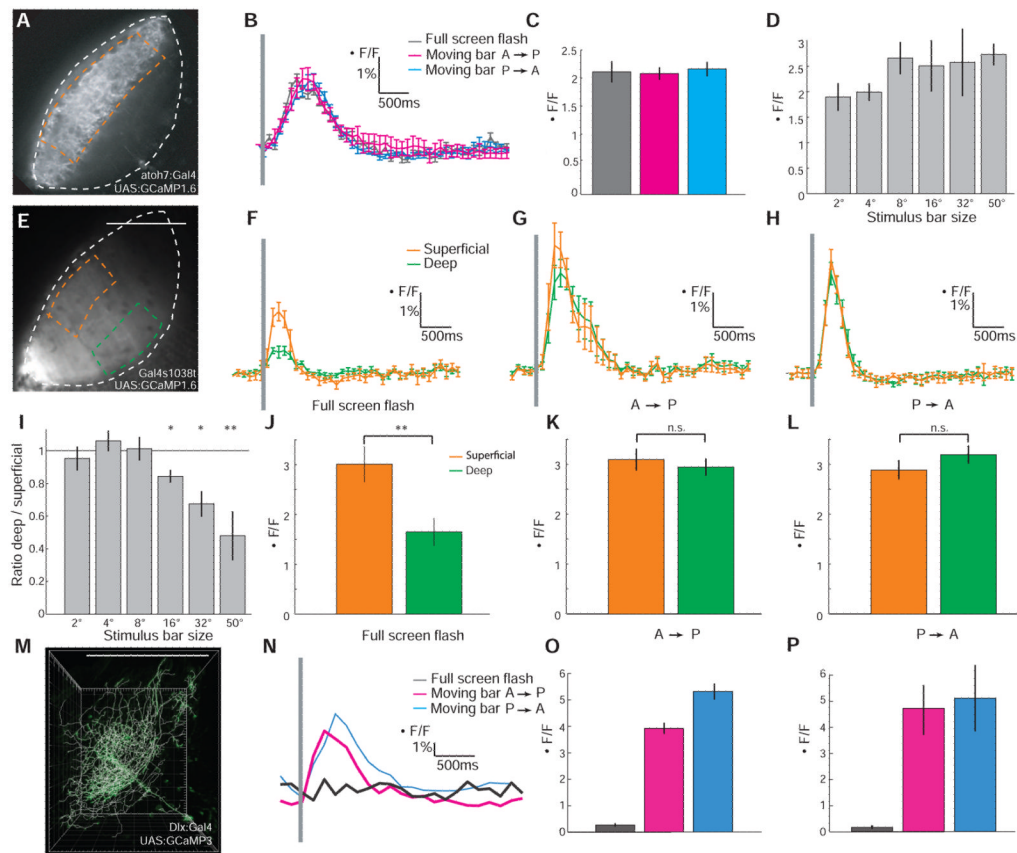 A
atoh7:Gal4
UAS:GCaMP1.6
B
Full screen flash
Moving bar A → P
Moving bar P → A
• F/F
1%
500ms
C
• F/F
2.5
2
1.5
1
0.5
0
D
• F/F
3
2.5
2
1.5
1
0.5
0
2° 4° 8° 16° 32° 50°
Stimulus bar size
E
Gal4s1038t
UAS:GCaMP1.6
F
Superficial
Deep
• F/F
1%
500ms
Full screen flash
G
• F/F
1%
500ms
A → P
H
• F/F
1%
500ms
P → A
I
Ratio deep / superficial
* * **
1
0.8
0.6
0.4
0.2
0
2° 4° 8° 16° 32° 50°
Stimulus bar size
J
**
Superficial
Deep
• F/F
3
2
1
0
Full screen flash
K
n.s.
• F/F
3
2
1
0
A → P
L
n.s.
• F/F
3
2
1
0
P → A
M
Dlx:Gal4
UAS:GCaMP3
N
Full screen flash
Moving bar A → P
Moving bar P → A
• F/F
1%
500ms
O
• F/F
6
5
4
3
2
1
0
P
• F/F
6
5
4
3
2
1
0